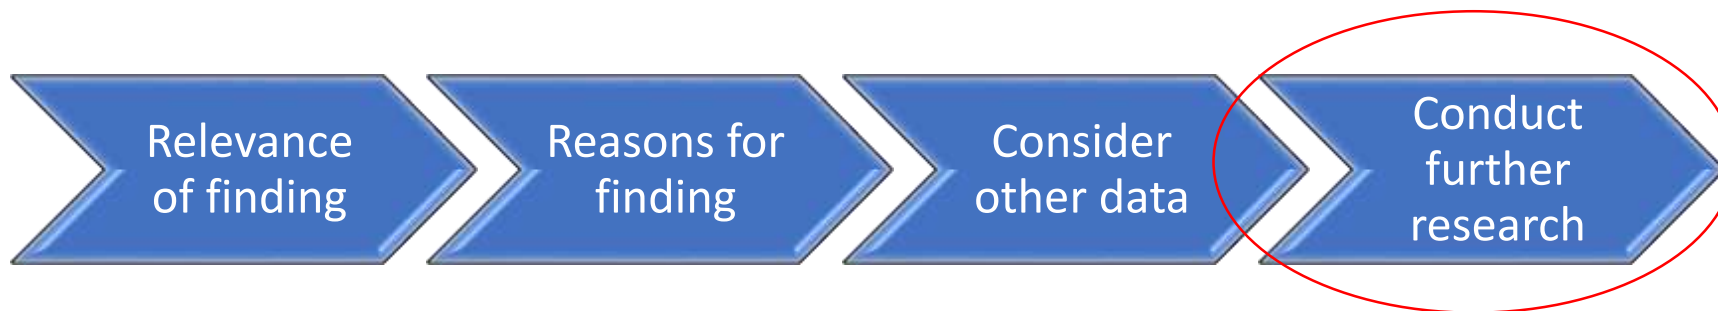 Relevance
of finding
Reasons for
finding
Consider
other data
Conduct
further
research